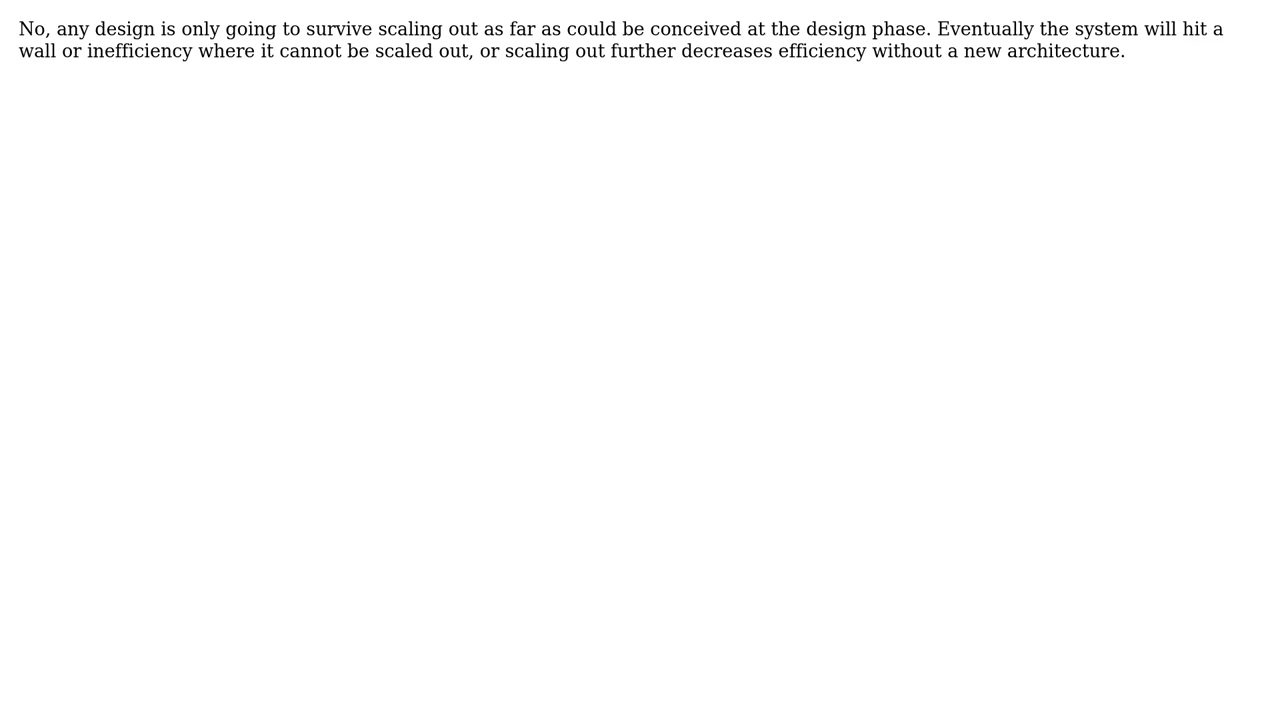 No, any design is only going to survive scaling out as far as could be conceived at the design phase. Eventually the system will hit a
wall or inefficiency where it cannot be scaled out, or scaling out further decreases efficiency without a new architecture.